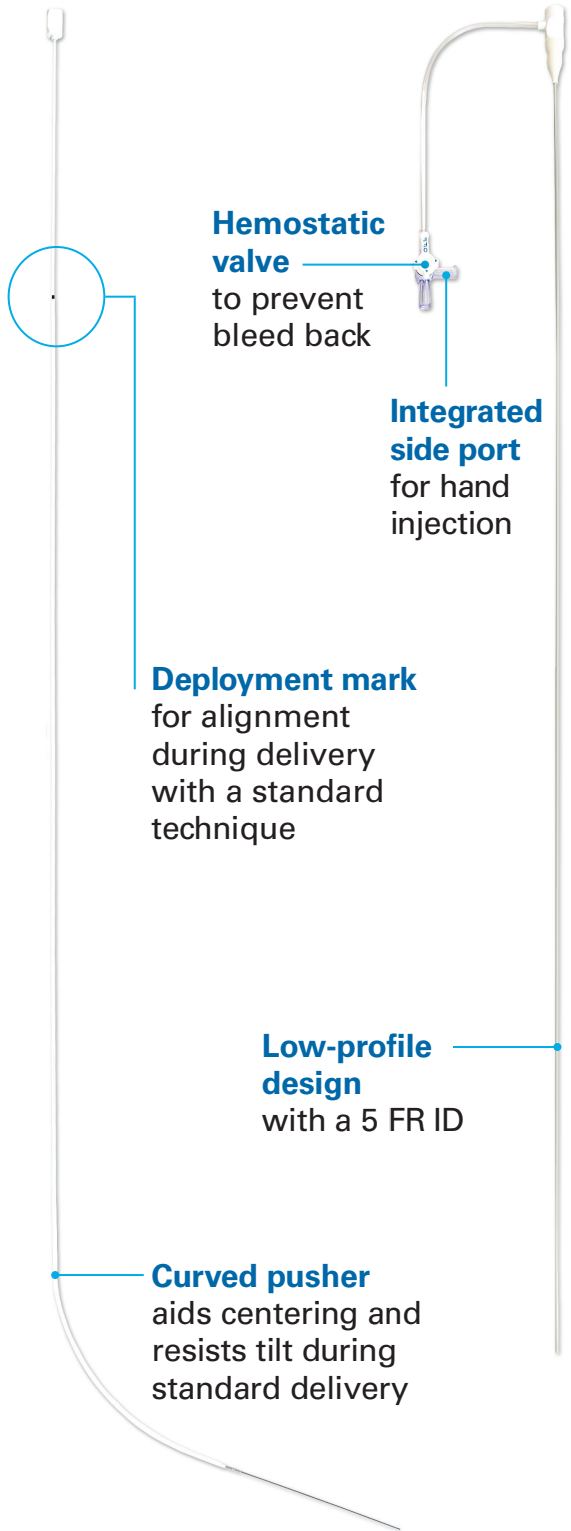 Hemostatic
valve
to prevent
bleed back
Integrated
side port
for hand
injection
Deployment mark
for alignment
during delivery
with a standard
technique
Low-profile
design
with a 5 FR ID
Curved pusher
aids centering and
resists tilt during
standard delivery